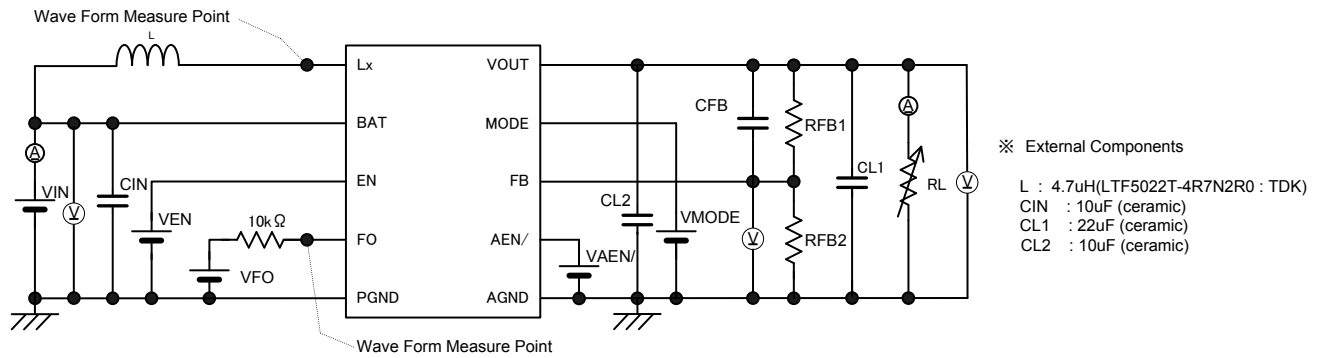 Wave Form Measure Point
L
Lx
VOUT
A
CFB
RFB1
BAT
MODE
※ External Components
A
VIN
CIN
V
EN
FB
CL1
RL
V
L : 4.7uH(LTF5022T-4R7N2R0 : TDK)
CIN : 10uF (ceramic)
CL1 : 22uF (ceramic)
CL2 : 10uF (ceramic)
VEN
10kΩ
CL2
VMODE
V
RFB2
FO
AEN/
VFO
VAEN/
PGND
AGND
Wave Form Measure Point